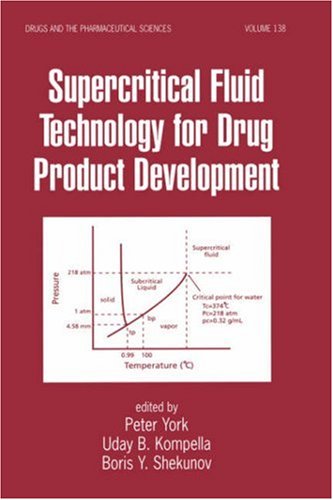 DRUGS AND THE PHARMACEUTICAL SCIENCES VOLUME 138
Supercritical Fluid
Technology for Drug
Product Development
Supercritical
fluid
218 atm
Subcritical
Liquid
solid
Critical point for water
Tc=374℃
Pc=218 atm
pc=0.32 g/mL
Pressure
1 atm
bp
vapor
4.58 mm
tp
0.99 100
Temperature (℃)
edited by
Peter York
Uday B. Kompella
Boris Y. Shekunov